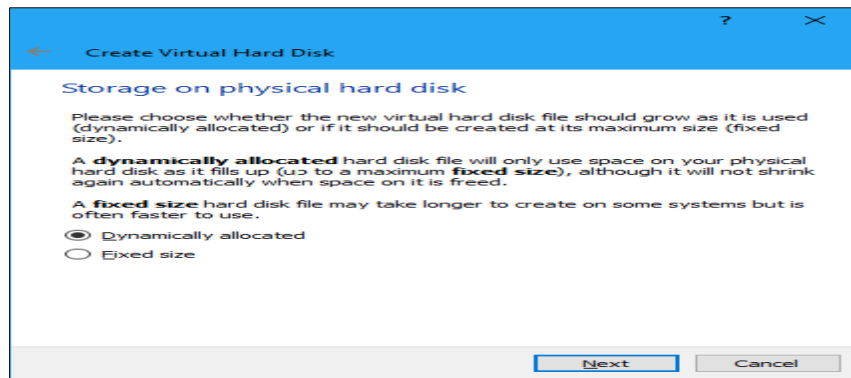 ?
Create Virtual Hard Disk
Storage on physical hard disk
Please choose whether the new virtual hard disk file should grow as it is used
(dynamically allocated) or if it should be created at its maximum size (fixed
size).
A dynamically allocated hard disk file will only use space on your physical
hard disk as it fills up (up to a maximum fixed size), although it will not shrink
again automatically when space on it is freed.
A fixed size hard disk file may take longer to create on some systems but is
often faster to use.
Dynamically allocated
Fixed size
Next Cancel